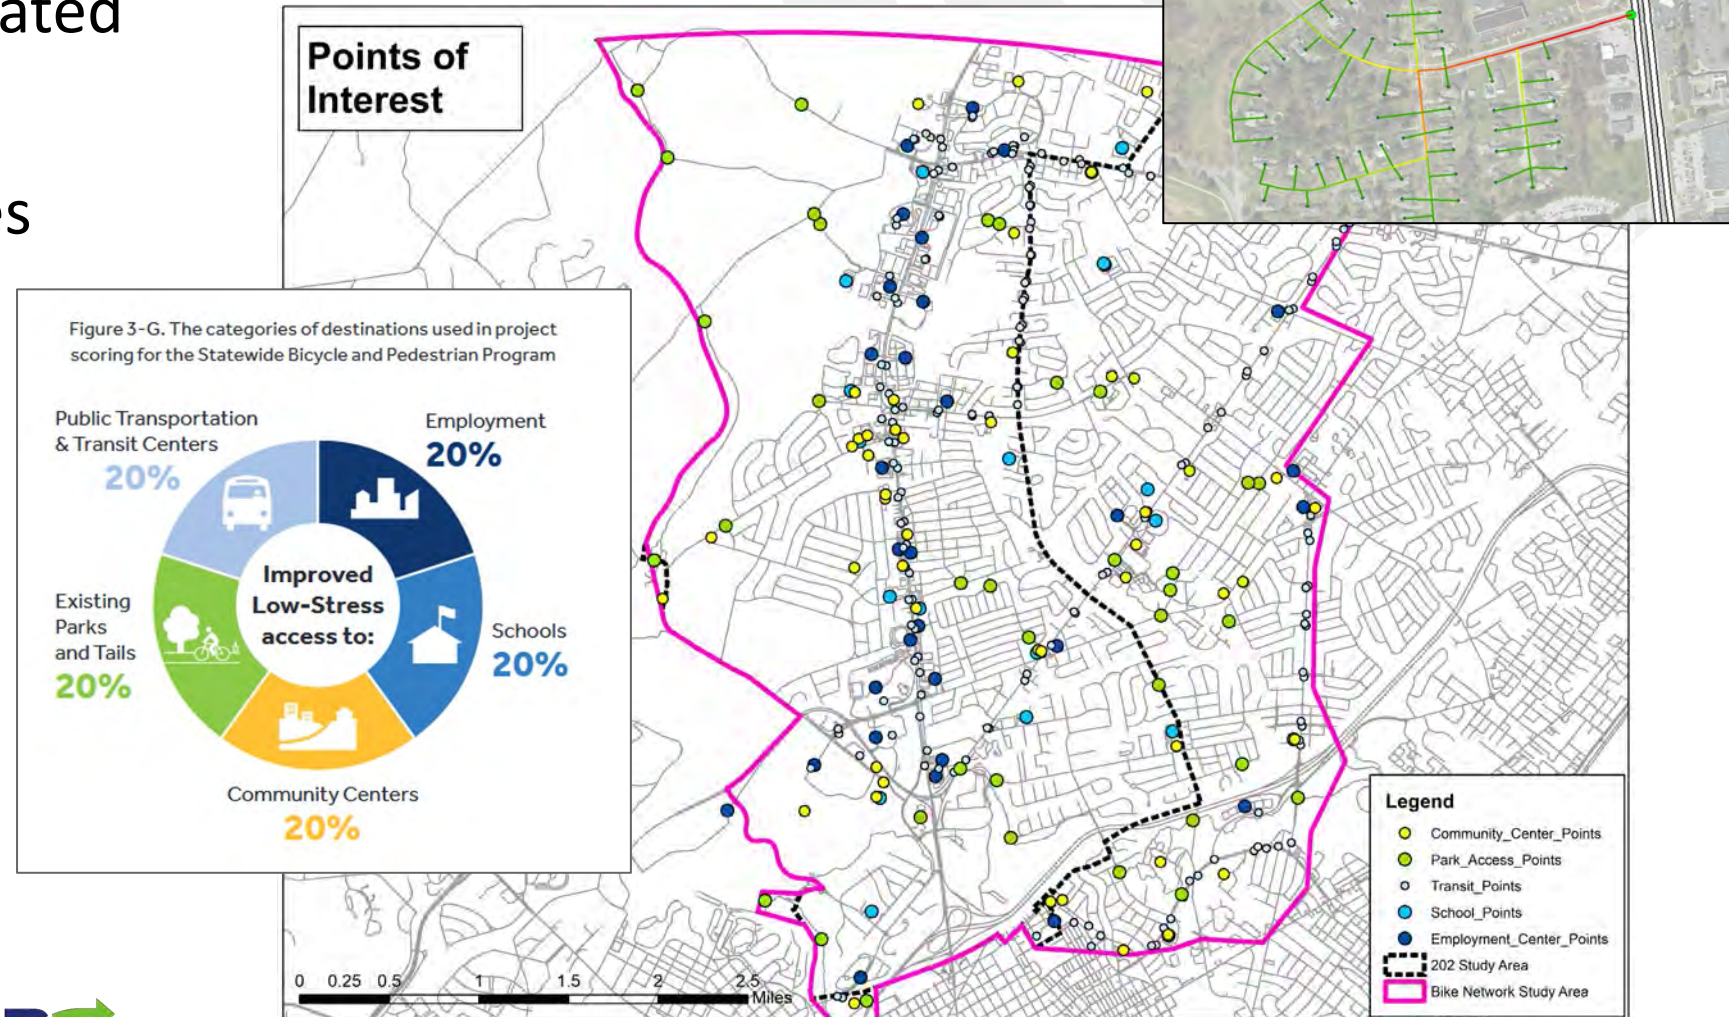 ated
es
Points of
Interest
Figure 3-G. The categories of destinations used in project
scoring for the Statewide Bicycle and Pedestrian Program
Public Transportation
& Transit Centers
20%
Employment
20%
Existing
Parks
and Tails
20%
Improved
Low-Stress
access to:
Schools
20%
Community Centers
20%
Legend
Community_Center_Points
Park_Access_Points
Transit_Points
School_Points
Employment_Center_Points
202 Study Area
Bike Network Study Area
0 0.25 0.5 1 1.5 2 2.5
Miles